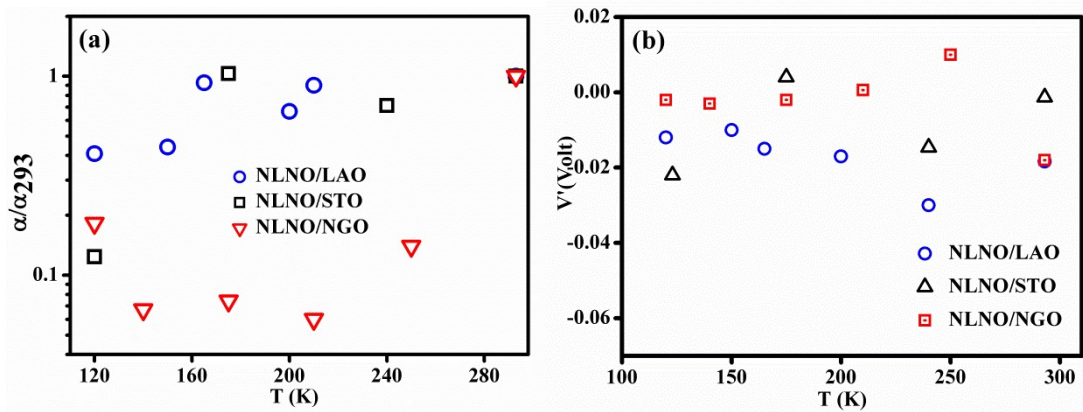 (a)
1
0.1
α/α293
NLNO/LAO
NLNO/STO
NLNO/NGO
120 160 200 240 280
T (K)
(b)
0.02
0.00
-0.02
-0.04
-0.06
V'(Volt)
NLNO/LAO
NLNO/STO
NLNO/NGO
100 150 200 250 300
T (K)